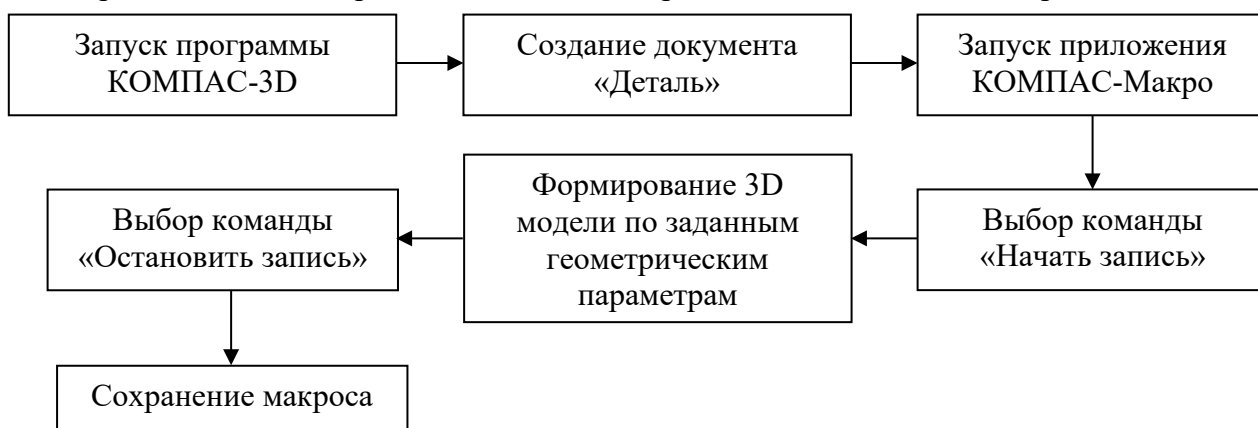 Запуск программы
КОМПАС-3D
Создание документа
«Деталь»
Запуск приложения
КОМПАС-Макро
Выбор команды
«Начать запись»
Формирование 3D
модели по заданным
геометрическим
параметрам
Выбор команды
«Остановить запись»
Сохранение макроса